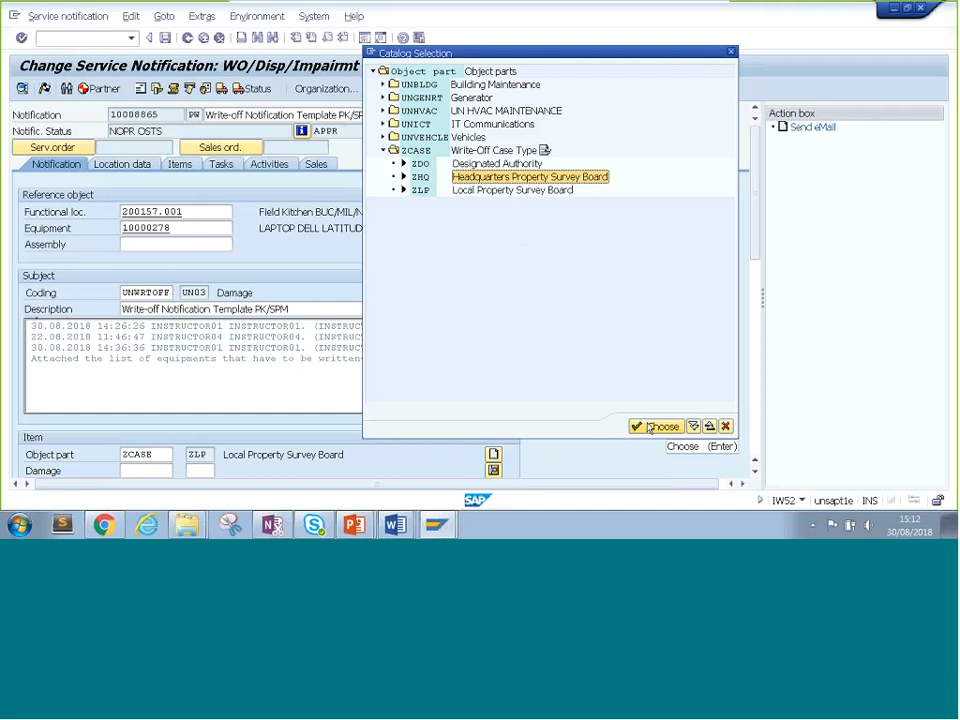 Service notification Edit Goto Extras Environment System Help
Change Service Notification: WO/Disp/Impairmt
Partner Status Organization...
Notification 10008865 PW Write-off Notification Template PK/SP
Notific. Status NOPR OSTS APPR
Serv.order Sales ord.
Notification Location data Items Tasks Activities Sales
Reference object
Functional loc. 200157.001 Field Kitchen BUC/MIL/N
Equipment 10000278 LAPTOP DELL LATITUD
Assembly
Subject
Coding UNWRTOFF UN03 Damage
Description Write-off Notification Template PK/SPM
30.08.2018 14:26:26 INSTRUCTOR01 INSTRUCTOR01. (INSTRUC
22.08.2018 11:46:47 INSTRUCTOR04 INSTRUCTOR04. (INSTRUC
30.08.2018 14:36:36 INSTRUCTOR01 INSTRUCTOR01. (INSTRUC
Attached the list of equipments that have to be written-
Item
Object part ZCASE ZLP Local Property Survey Board
Damage
Catalog Selection
Object part Object parts
UNBLDG Building Maintenance
UNGENRT Generator
UNHVAC UN HVAC MAINTENANCE
UNICT IT Communications
UNVEHCLE Vehicles
ZCASE Write-Off Case Type
ZDO Designated Authority
ZHQ Headquarters Property Survey Board
ZLP Local Property Survey Board
Choose
Choose (Enter)
Action box
Send eMail
SAP
IW52 unsapt1e INS
15:12
30/08/2018